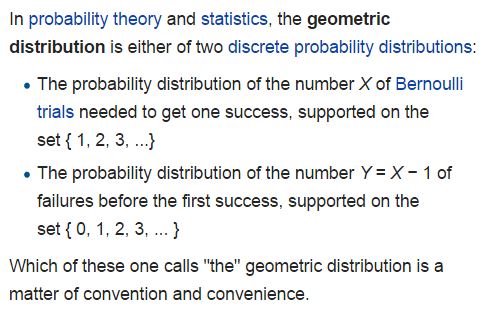 In probability theory and statistics, the geometric
distribution is either of two discrete probability distributions:
• The probability distribution of the number X of Bernoulli
trials needed to get one success, supported on the
set { 1, 2, 3, ...}
• The probability distribution of the number Y = X − 1 of
failures before the first success, supported on the
set { 0, 1, 2, 3, ... }
Which of these one calls "the" geometric distribution is a
matter of convention and convenience.